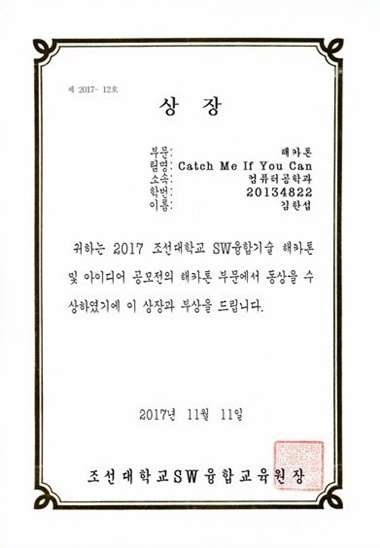 제 2017- 12호
상 장
부문: 해카톤
팀명: Catch Me If You Can
소속: 컴퓨터공학과
학번: 20134822
이름: 김한섭
귀하는 2017 조선대학교 SW융합기술 해카톤
및 아이디어 공모전의 해카톤 부문에서 동상을 수
상하였기에 이 상장과 부상을 드립니다.
2017년 11월 11일
조선대학교SW융합교육원장